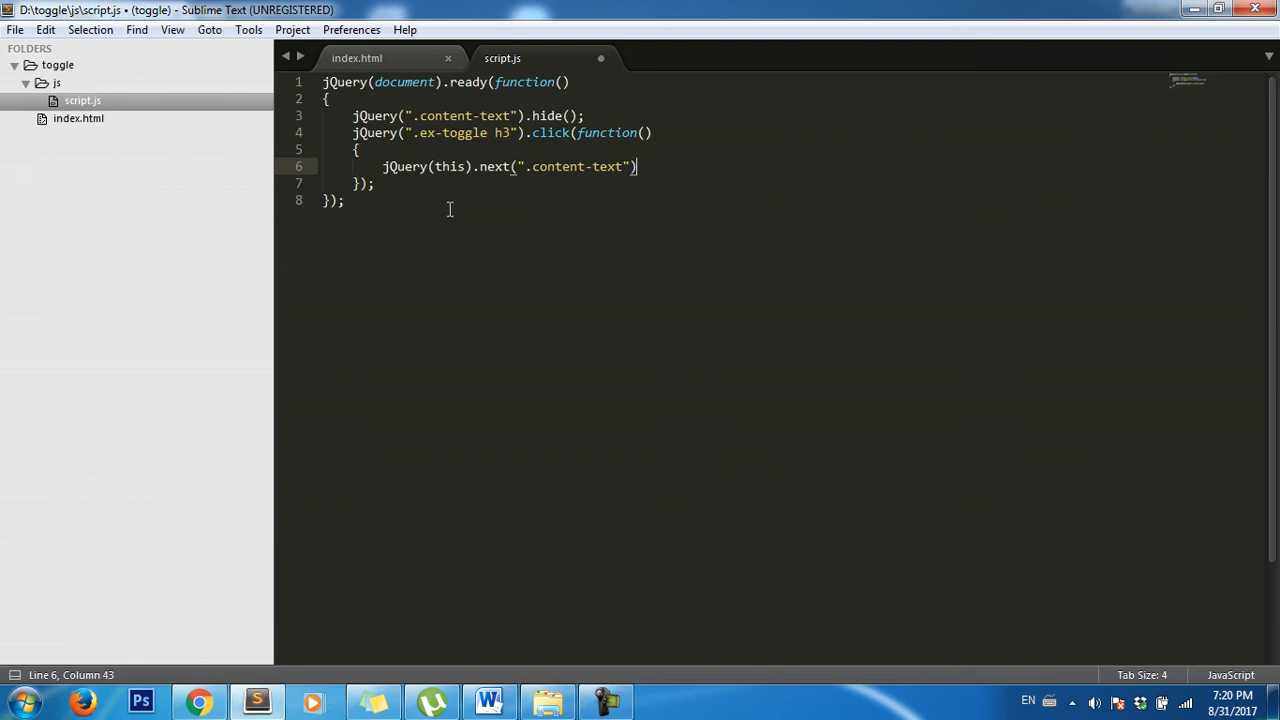 D:\toggle\js\script.js • (toggle) - Sublime Text (UNREGISTERED)
File Edit Selection Find View Goto Tools Project Preferences Help
FOLDERS
toggle
js
script.js
index.html
index.html script.js
1 jQuery(document).ready(function()
2 {
3 jQuery(".content-text").hide();
4 jQuery(".ex-toggle h3").click(function()
5 {
6 jQuery(this).next(".content-text")
7 });
8 });
Line 6, Column 43 Tab Size: 4 JavaScript
Ps
S
W
EN
7:20 PM
8/31/2017